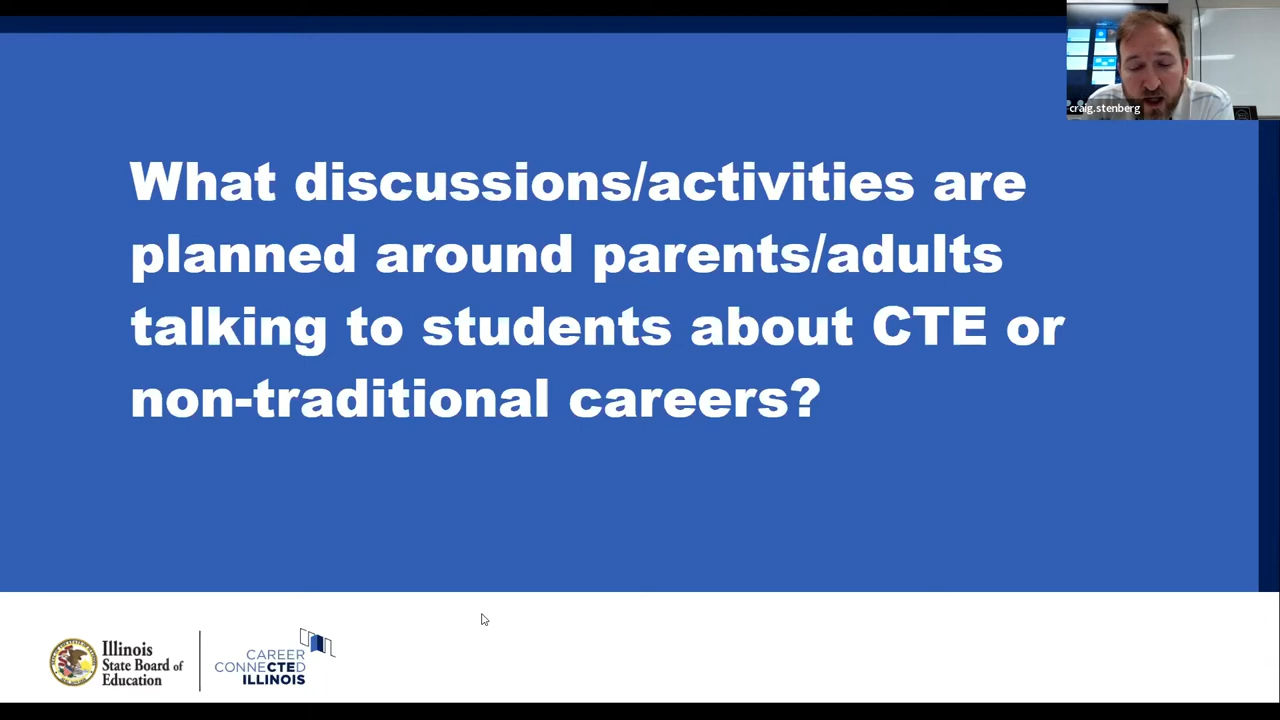 craig.stenberg
What discussions/activities are
planned around parents/adults
talking to students about CTE or
non-traditional careers?
Illinois
State Board of
Education
CAREER
CONNECTED
ILLINOIS